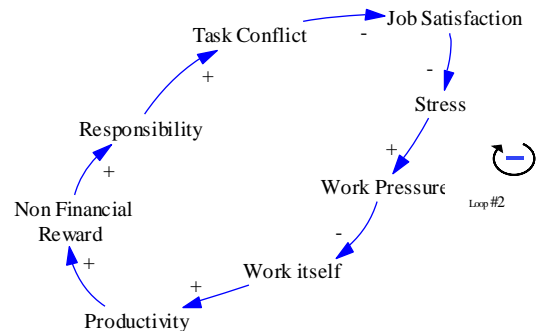 Job Satisfaction
-
Task Conflict
-
+
Stress
Responsibility
+
+
Work Pressure
Loop #2
Non Financial
Reward
-
+
Work itself
+
Productivity